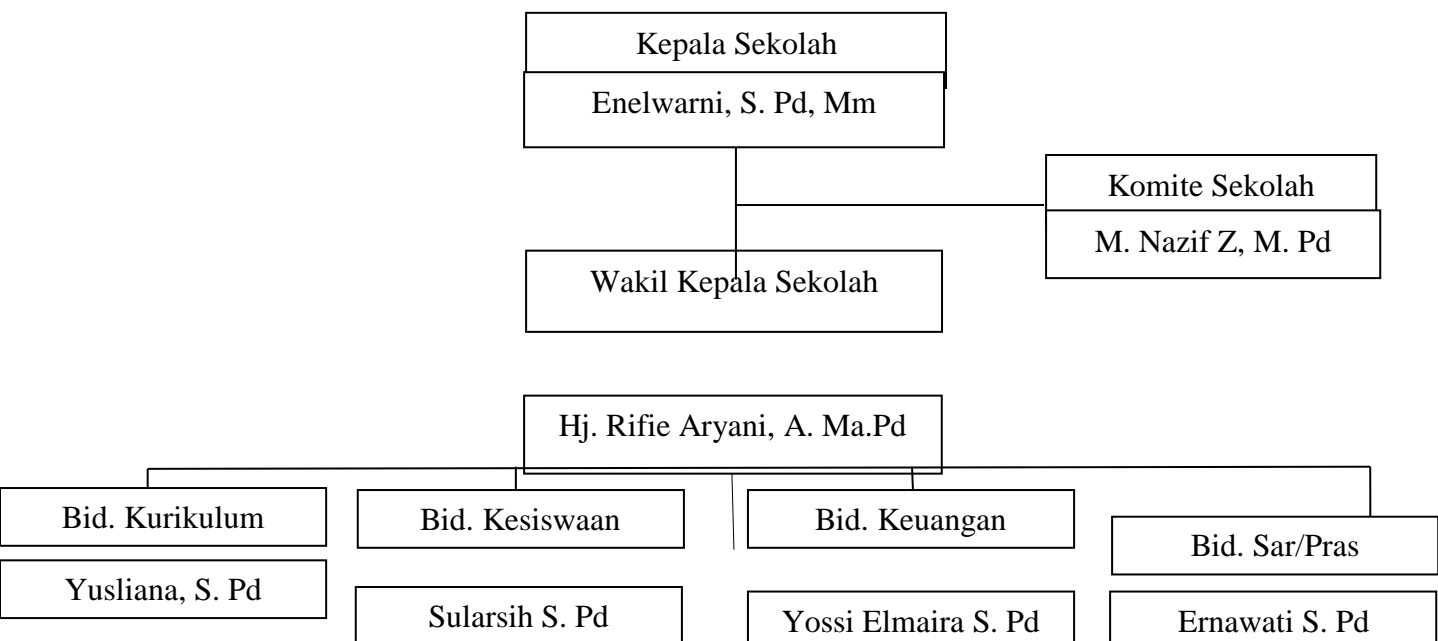 Kepala Sekolah
Enelwarni, S. Pd, Mm
Komite Sekolah
M. Nazif Z, M. Pd
Wakil Kepala Sekolah
Hj. Rifie Aryani, A. Ma.Pd
Bid. Kurikulum
Bid. Kesiswaan
Bid. Keuangan
Bid. Sar/Pras
Yusliana, S. Pd
Sularsih S. Pd
Yossi Elmaira S. Pd
Ernawati S. Pd